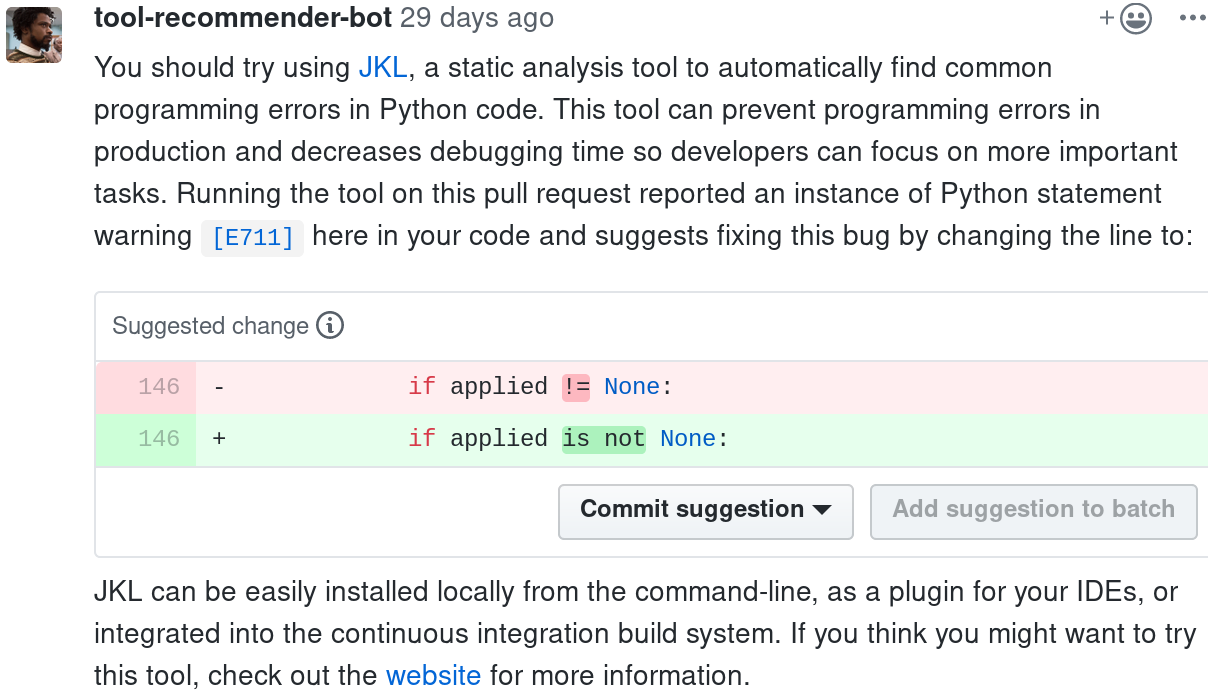 tool-recommender-bot 29 days ago
You should try using JKL, a static analysis tool to automatically find common
programming errors in Python code. This tool can prevent programming errors in
production and decreases debugging time so developers can focus on more important
tasks. Running the tool on this pull request reported an instance of Python statement
warning [E711] here in your code and suggests fixing this bug by changing the line to:
Suggested change
146 - if applied != None:
146 + if applied is not None:
Commit suggestion Add suggestion to batch
JKL can be easily installed locally from the command-line, as a plugin for your IDEs, or
integrated into the continuous integration build system. If you think you might want to try
this tool, check out the website for more information.